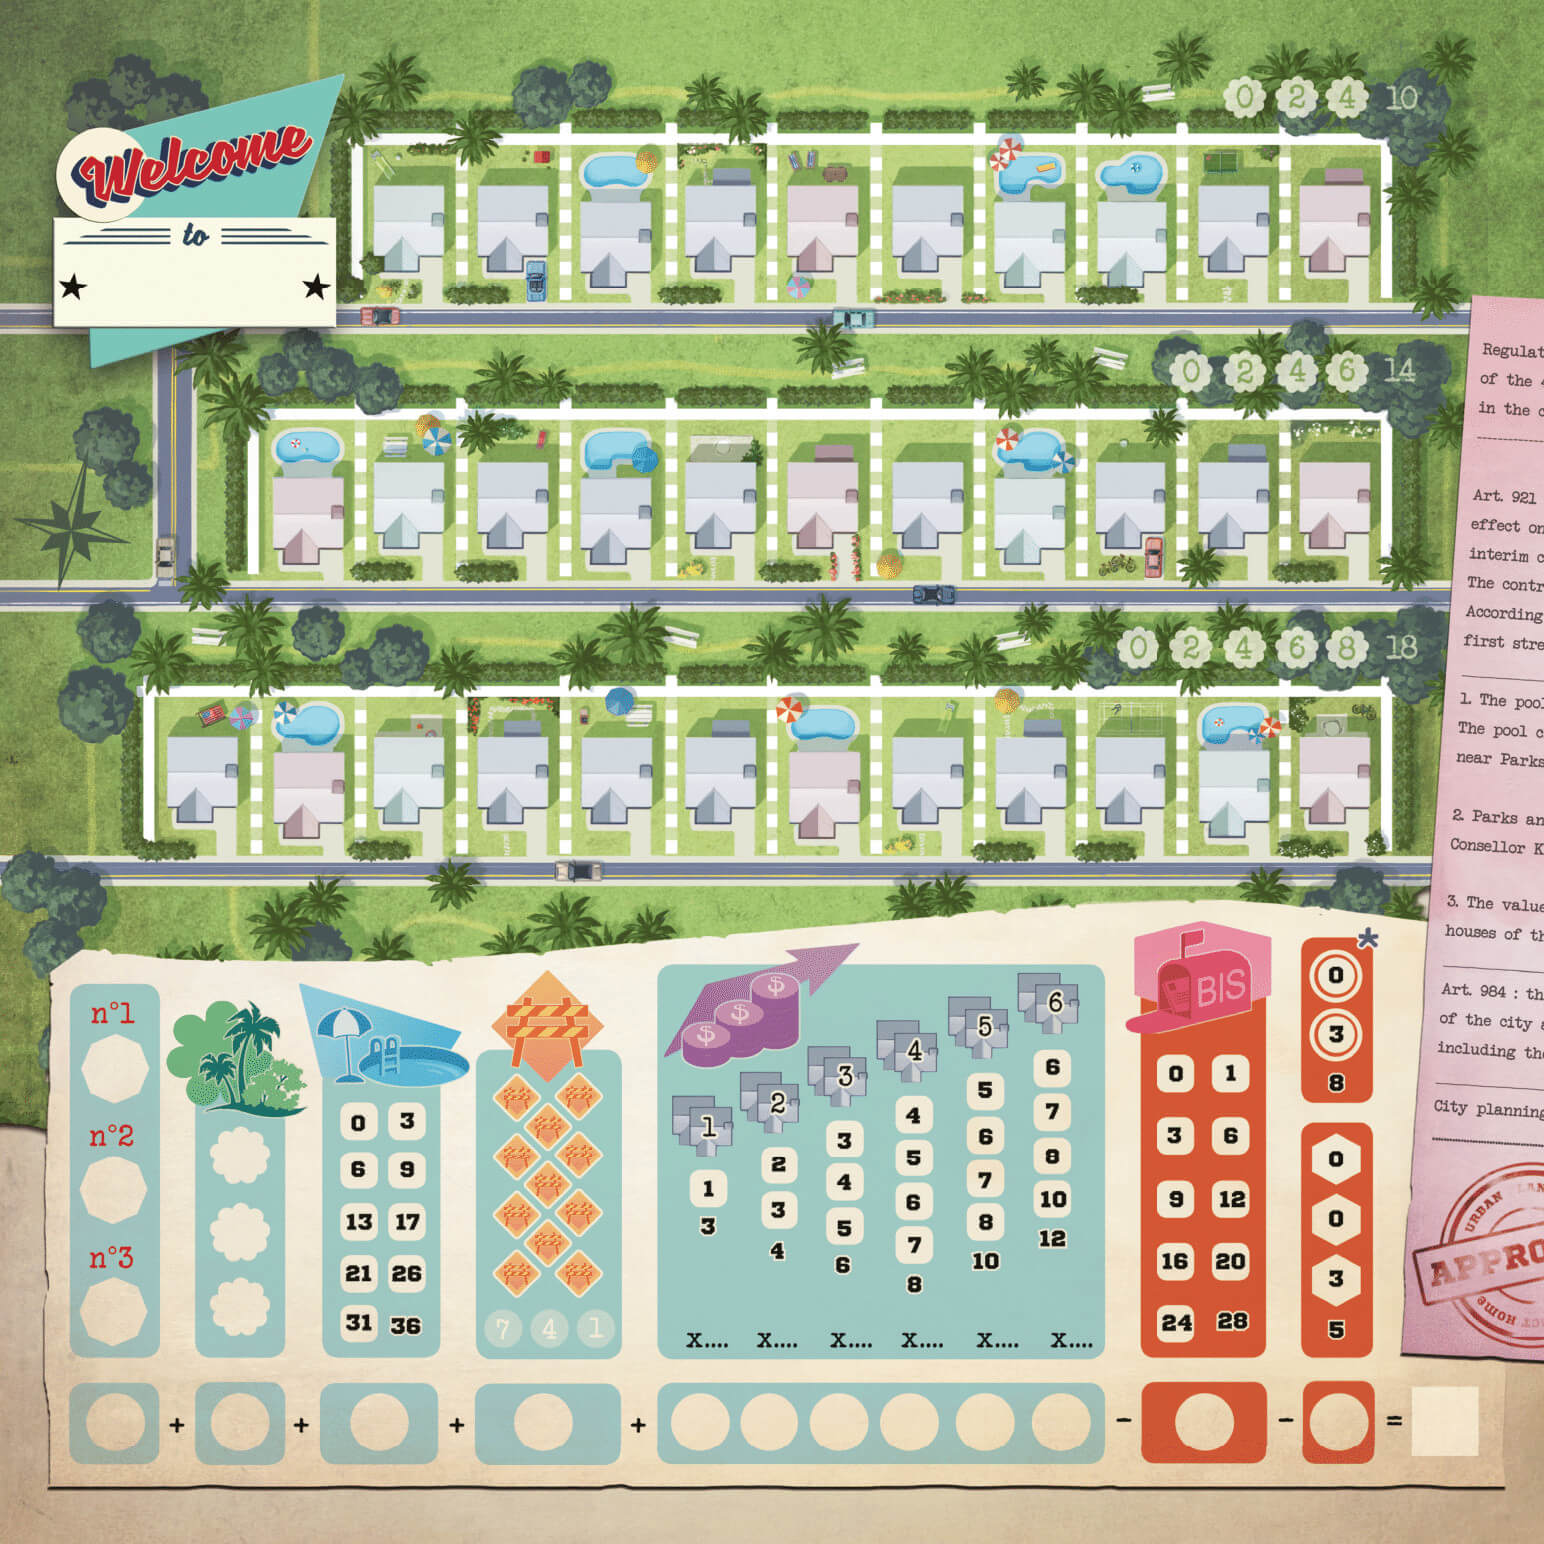 Welcome
to
0 2 4 10
0 2 4 6 14
0 2 4 6 8 18
Regulat
of the
in the c
Art. 921
effect on
interim c
The contr
According
first stre
1. The pool
The pool c
near Parks
2. Parks an
Consellor K
3. The value
houses of th
Art. 984 : th
of the city
including the
City planning
URBAN LAN
APPRO
n°1
n°2
n°3
0 3
6 9
13 17
21 26
31 36
7 4 1
$ $ $
1 2 3 4 5 6
1
3
2
3
4
3
4
5
6
4
5
6
7
8
5
6
7
8
10
6
7
8
10
12
x.... x.... x.... x.... x.... x....
BIS
0 1
3 6
9 12
16 20
24 28
*
0
3
8
0
0
3
5
+ + + + - - =